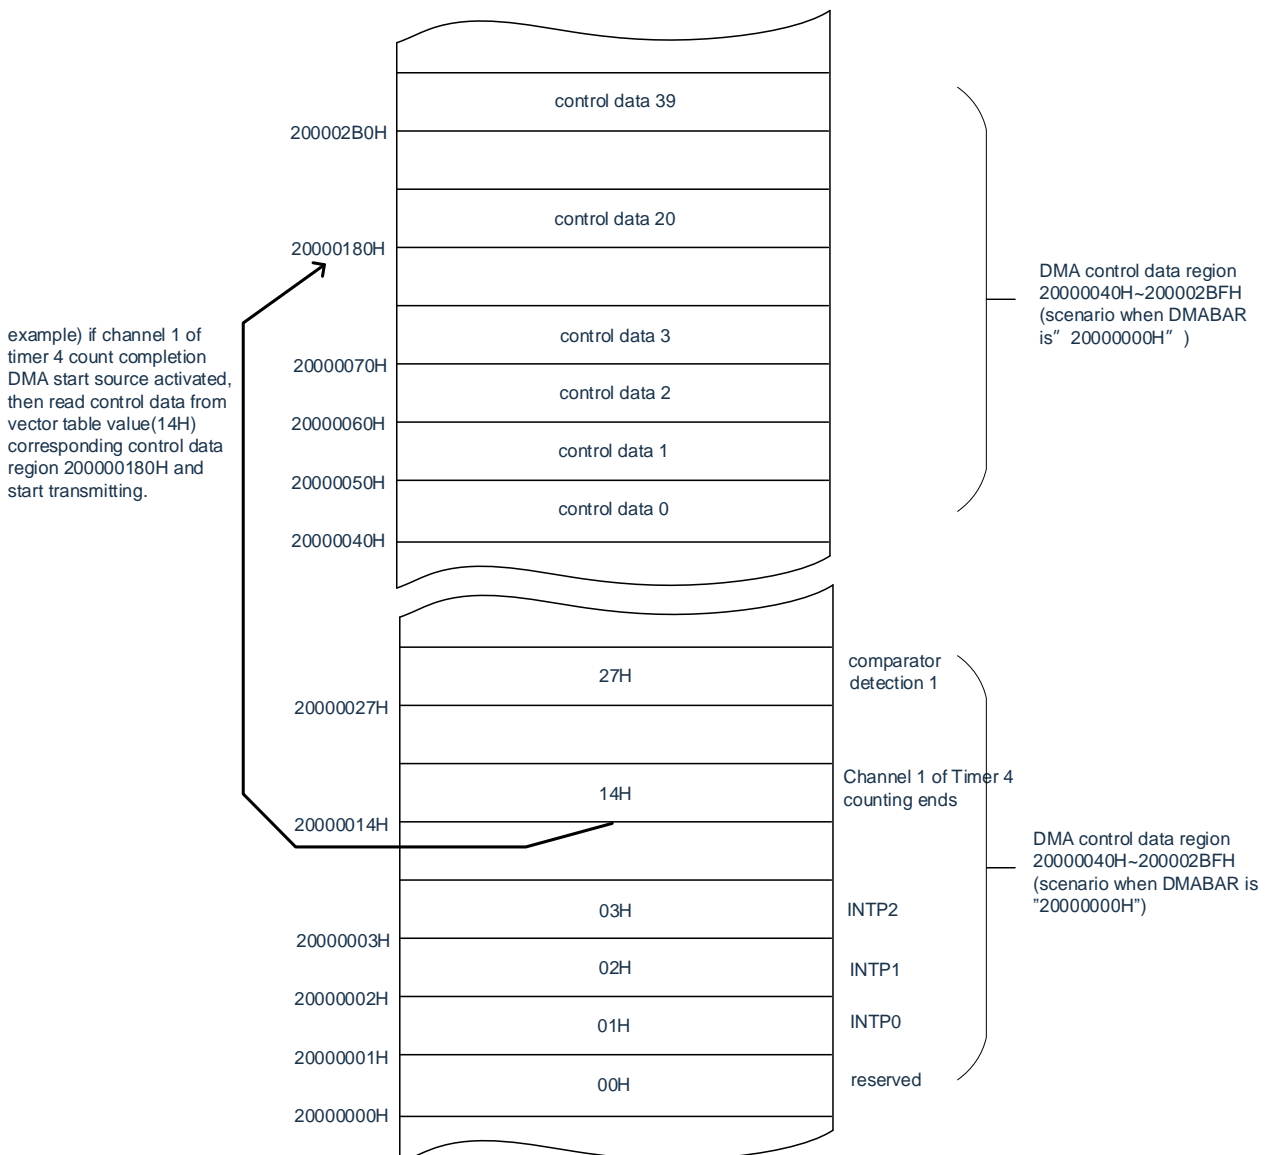 control data 39
200002B0H
control data 20
20000180H
DMA control data region
20000040H~200002BFH
(scenario when DMABAR
is” 20000000H” )
example) if channel 1 of
timer 4 count completion
DMA start source activated,
then read control data from
vector table value(14H)
corresponding control data
region 200000180H and
start transmitting.
control data 3
20000070H
control data 2
20000060H
control data 1
20000050H
control data 0
20000040H
27H
comparator
detection 1
20000027H
14H
Channel 1 of Timer 4
counting ends
20000014H
DMA control data region
20000040H~200002BFH
(scenario when DMABAR is
”20000000H”)
03H
INTP2
20000003H
02H
INTP1
20000002H
01H
INTP0
20000001H
00H
reserved
20000000H